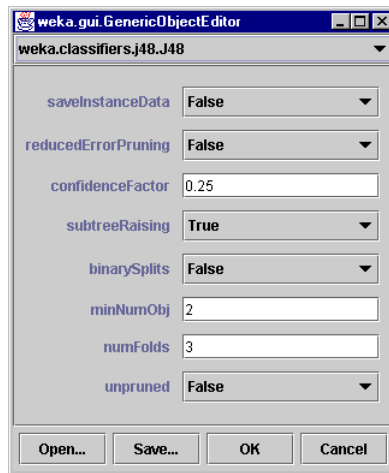 weka.gui.GenericObjectEditor
weka.classifiers.j48.J48
saveInstanceData False
reducedErrorPruning False
confidenceFactor 0.25
subtreeRaising True
binarySplits False
minNumObj 2
numFolds 3
unpruned False
Open... Save... OK Cancel